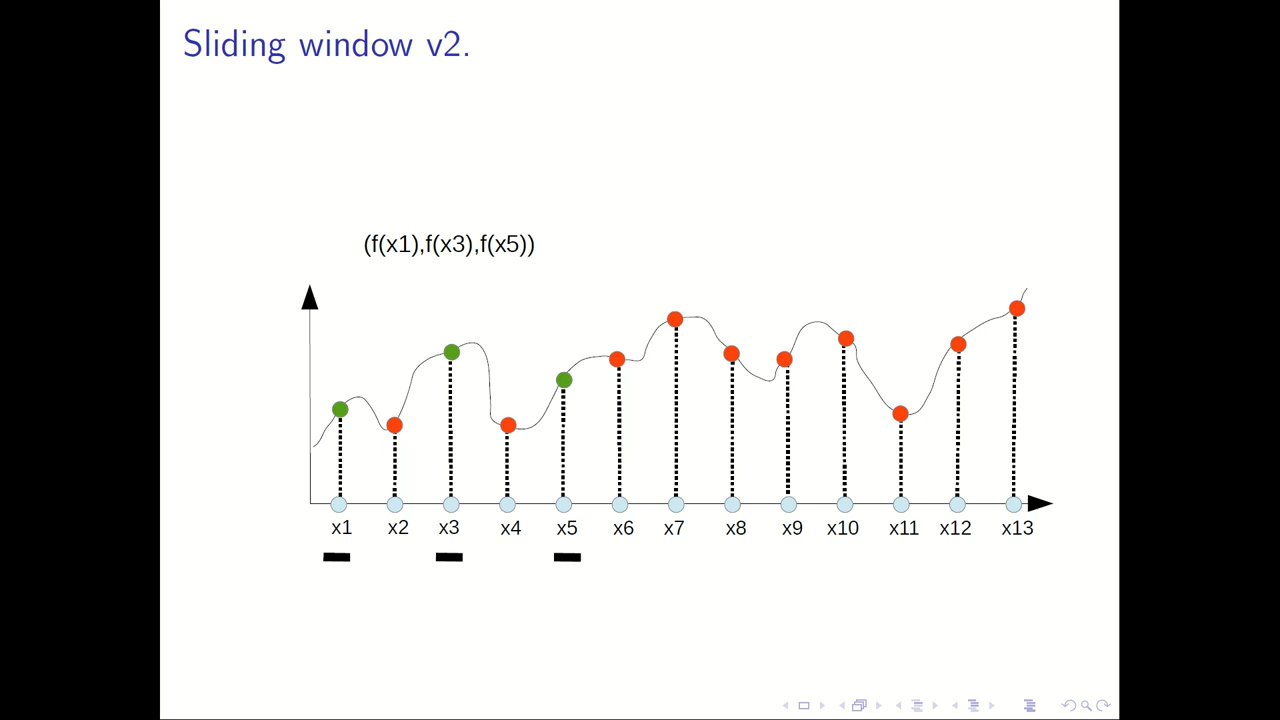 Sliding window v2.
(f(x1),f(x3),f(x5))
x1 x2 x3 x4 x5 x6 x7 x8 x9 x10 x11 x12 x13